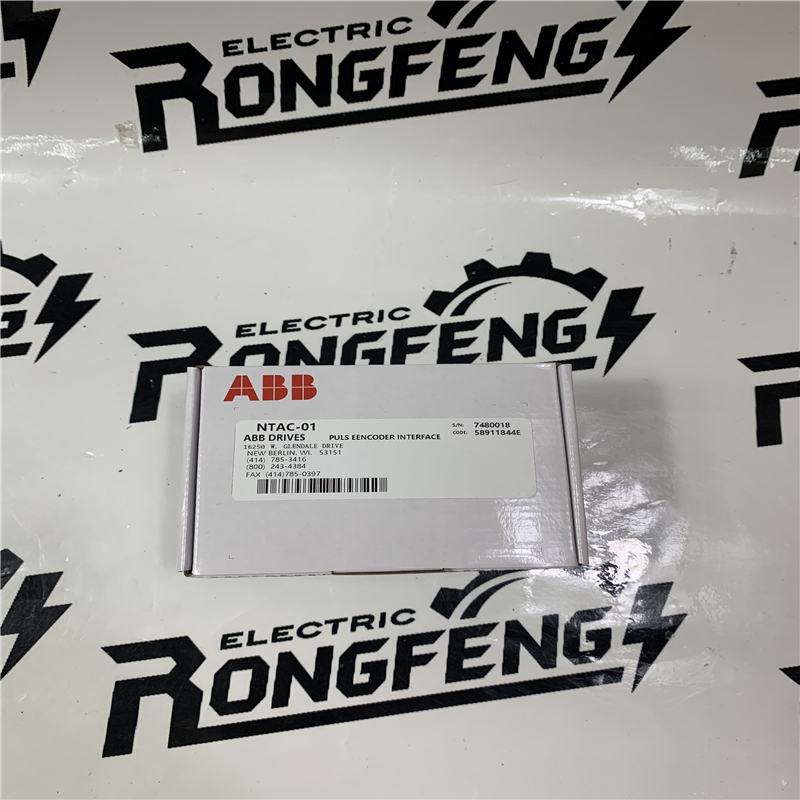 ELECTRIC
RONGFENG
ELECTRIC
RONGFENG
ABB
NTAC-01
ABB DRIVES PULS EENCODER INTERFACE
S/N: 7480018
CODE: 58911844E
16250 W. GLENDALE DRIVE
NEW BERLIN. WI. 53151
(414) 785-3416
(800) 243-4384
FAX (414)785-0397
ELECTRIC
RONGFENG